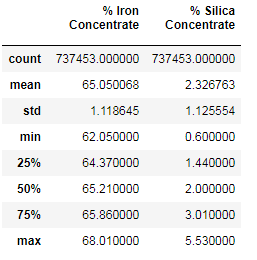 % Iron % Silica
Concentrate Concentrate
count 737453.000000 737453.000000
mean 65.050068 2.326763
std 1.118645 1.125554
min 62.050000 0.600000
25% 64.370000 1.440000
50% 65.210000 2.000000
75% 65.860000 3.010000
max 68.010000 5.530000